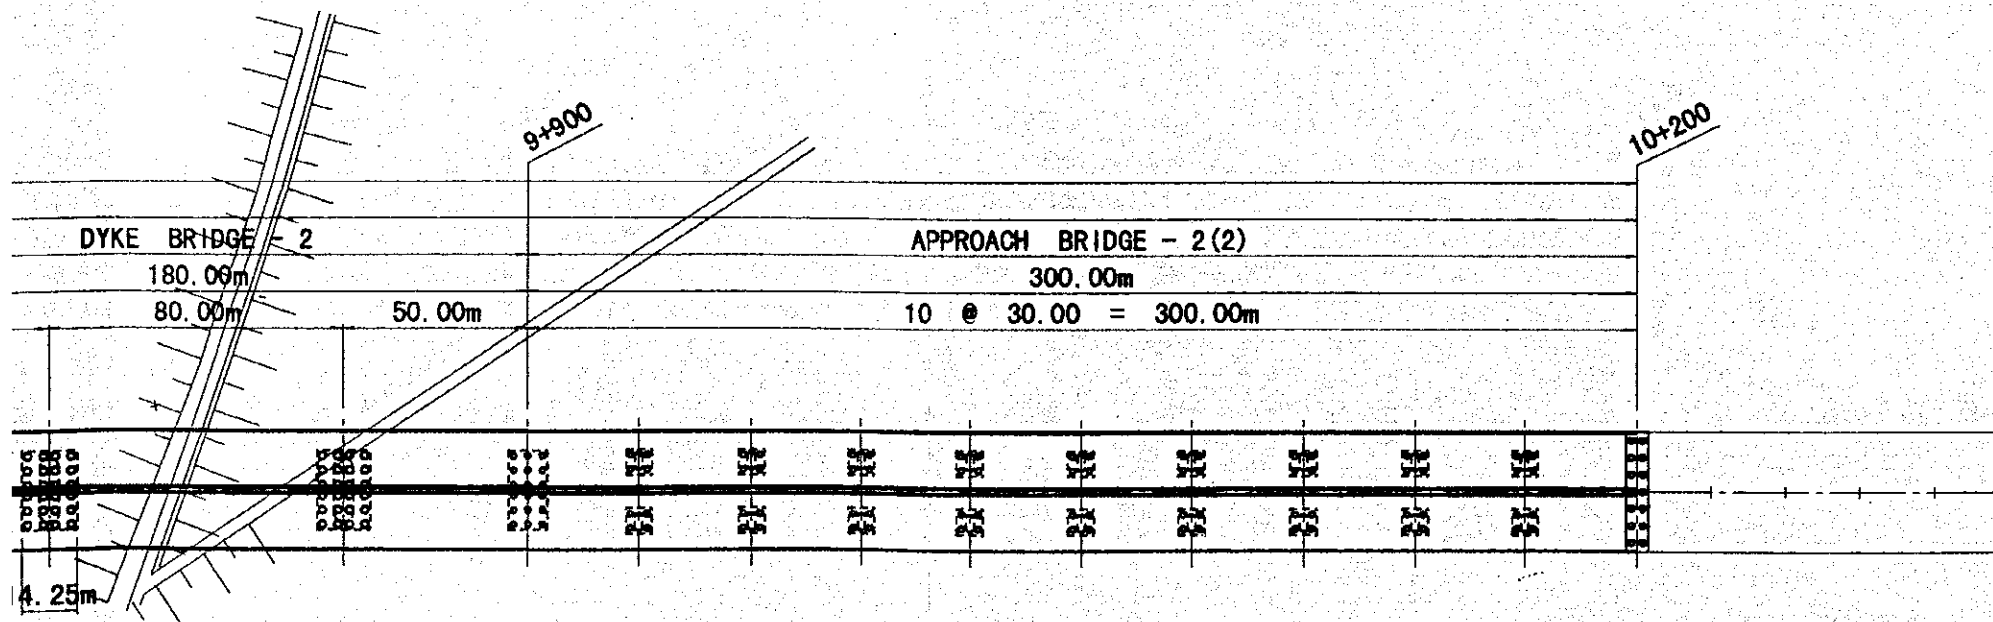 9+900
10+200
DYKE BRIDGE - 2
APPROACH BRIDGE - 2(2)
180.00m
300.00m
80.00m
50.00m
10 @ 30.00 = 300.00m
4.25m